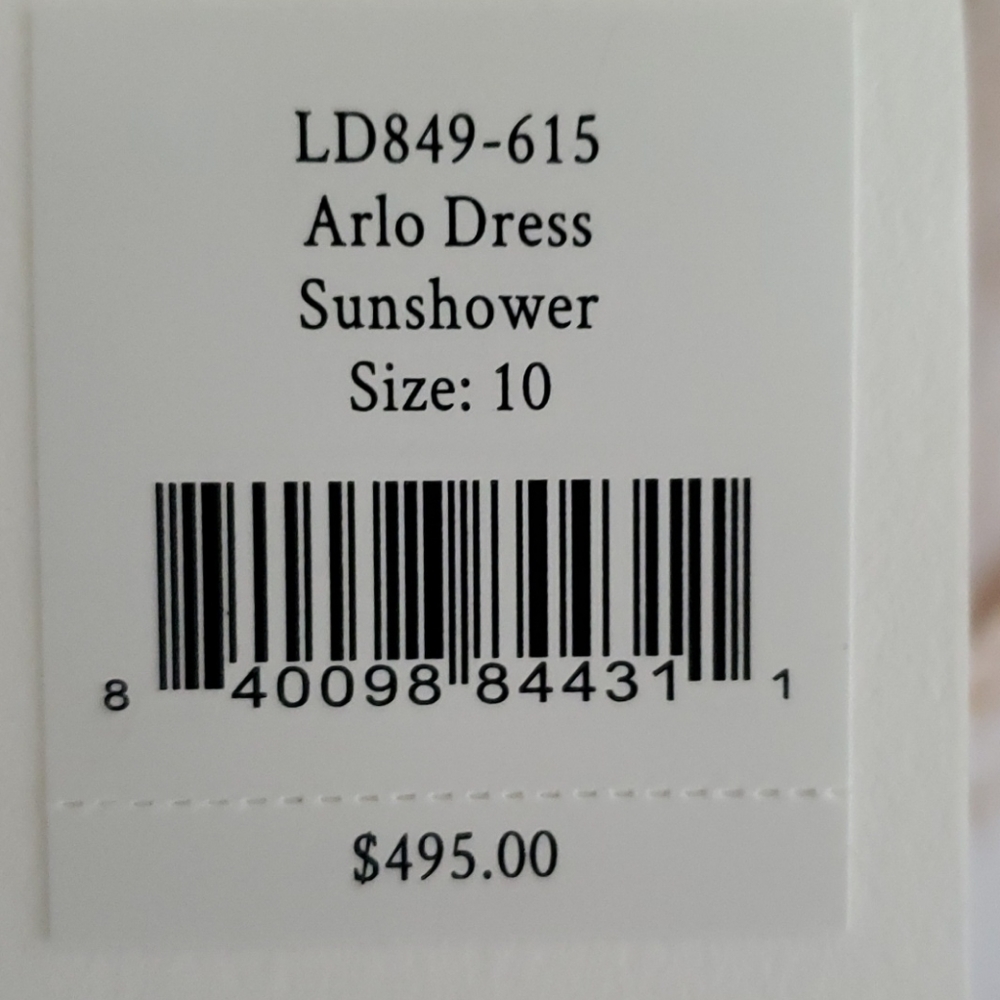 LD849-615
Arlo Dress
Sunshower
Size: 10
8 40098 84431 1
$495.00